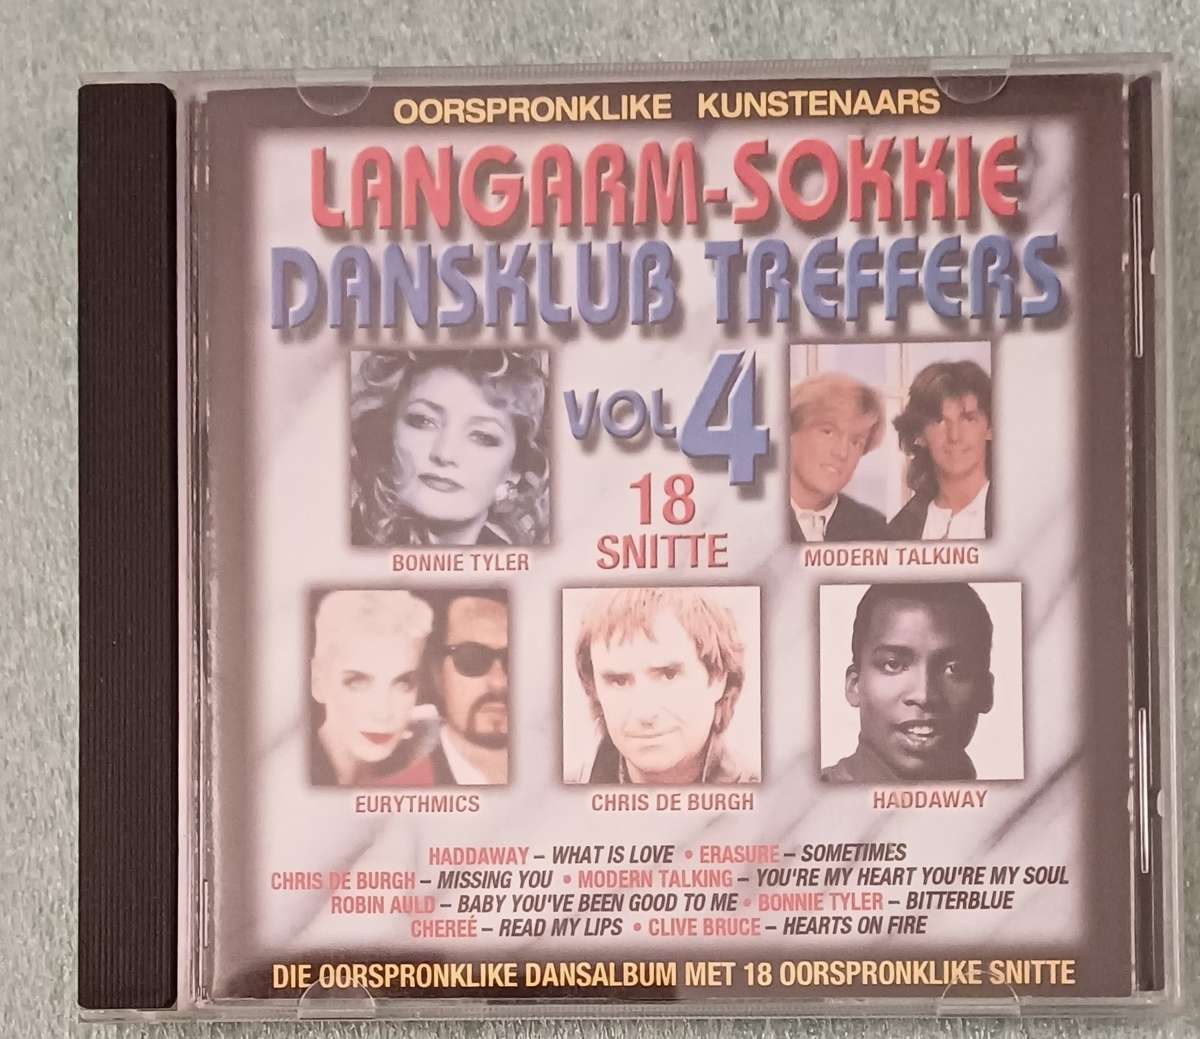 OORSPRONKLIKE KUNSTENAARS
LANGARM-SOKKIE
DANSKLUB TREFFERS
VOL 4
18
SNITTE
BONNIE TYLER
MODERN TALKING
EURYTHMICS
CHRIS DE BURGH
HADDAWAY
HADDAWAY – WHAT IS LOVE • ERASURE – SOMETIMES
CHRIS DE BURGH – MISSING YOU • MODERN TALKING – YOU'RE MY HEART YOU'RE MY SOUL
ROBIN AULD – BABY YOU'VE BEEN GOOD TO ME • BONNIE TYLER – BITTERBLUE
CHEREÉ – READ MY LIPS • CLIVE BRUCE – HEARTS ON FIRE
DIE OORSPRONKLIKE DANSALBUM MET 18 OORSPRONKLIKE SNITTE